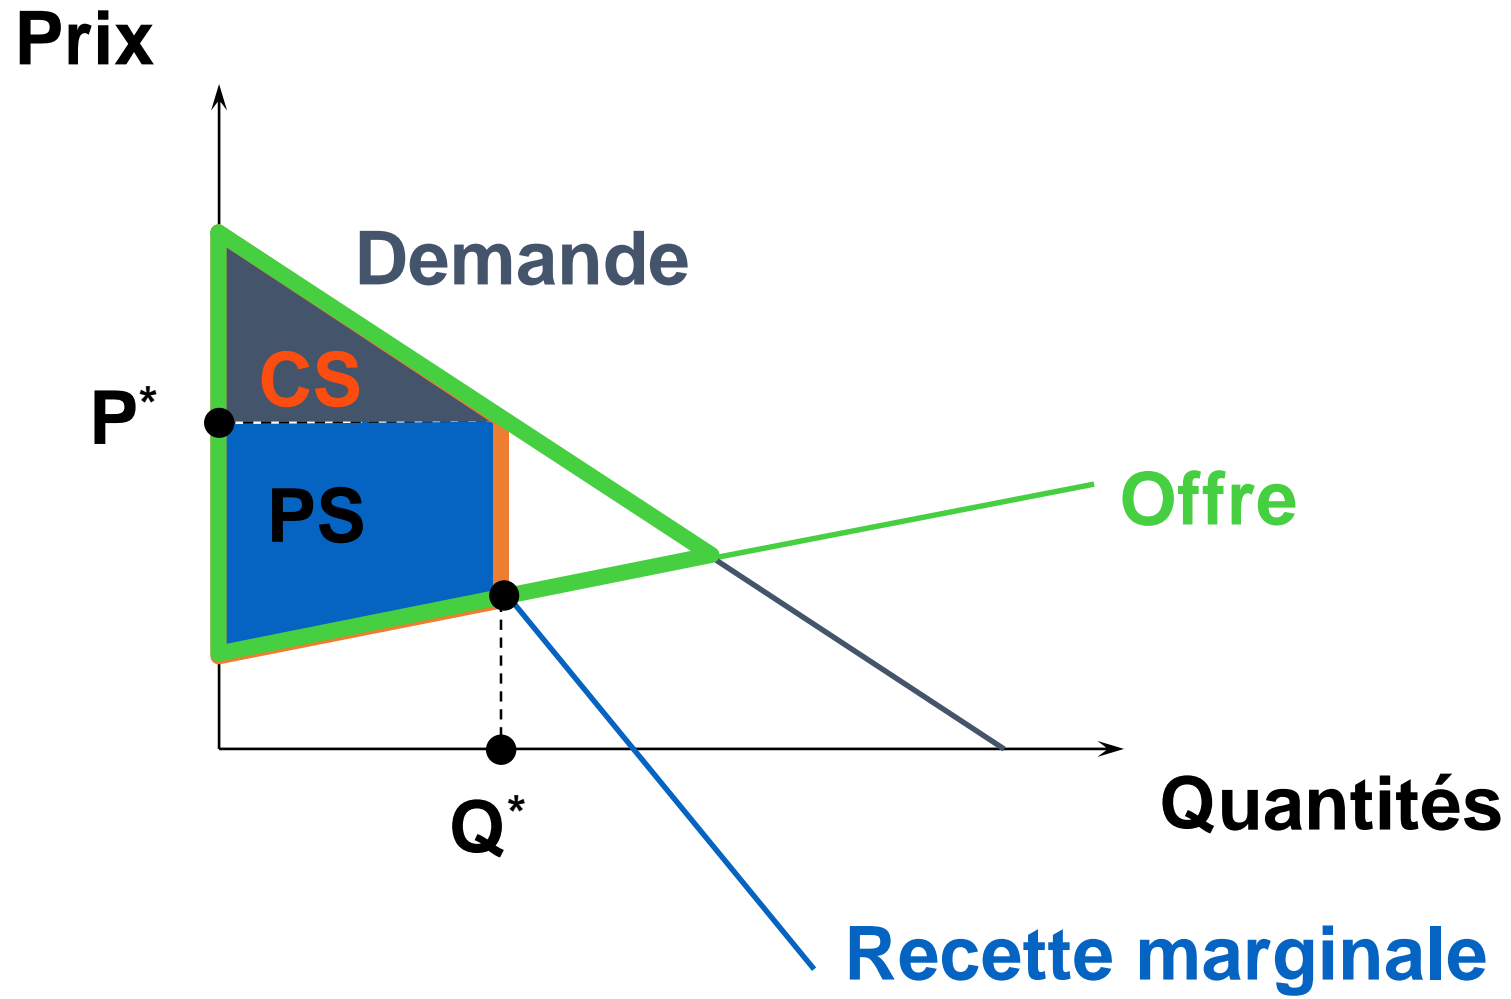 Prix
Demande
CS
P*
PS
Offre
Quantités
Q*
Recette marginale